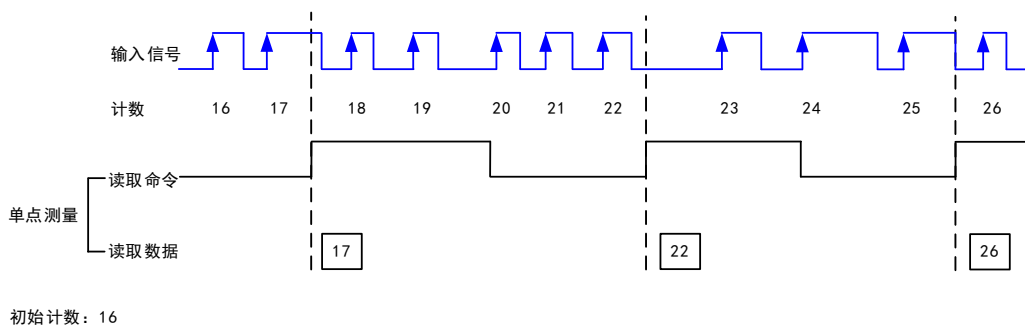 输入信号
计数 16 17 18 19 20 21 22 23 24 25 26
读取命令
单点测量
读取数据 17 22 26
初始计数：16